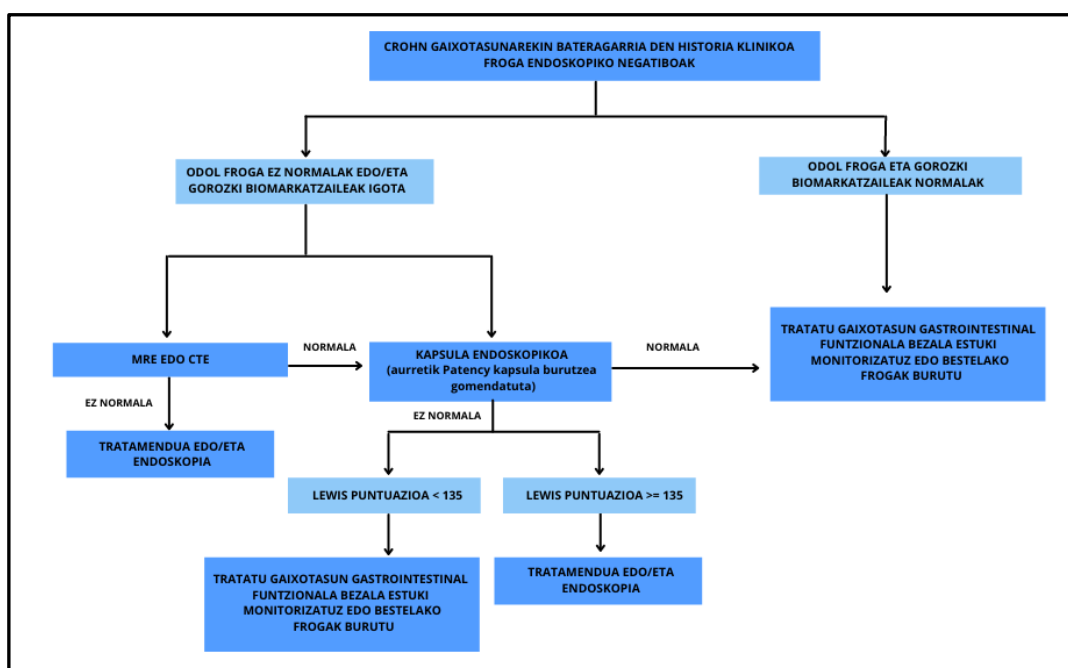 CROHN GAIXOTASUNAREKIN BATERAGARRIA DEN HISTORIA KLINIKOA
FROGA ENDOSKOPIKO NEGATIBOAK
ODOL FROGA EZ NORMALAK EDO/ETA
GOROZKI BIOMARKATZAILEAK IGOTA
ODOL FROGA ETA GOROZKI
BIOMARKATZAILEAK NORMALAK
MRE EDO CTE
NORMALA
KAPSULA ENDOSKOPIKOA
(aurretik Patency kapsula burutzea
gomendatuta)
NORMALA
TRATATU GAIXOTASUN GASTROINTESTINAL
FUNTZIONALA BEZALA ESTUKI
MONITORIZATUZ EDO BESTELAKO
FROGAK BURUTU
EZ NORMALA
EZ NORMALA
TRATAMENDUA EDO/ETA
ENDOSKOPIA
LEWIS PUNTUAZIOA < 135
LEWIS PUNTUAZIOA >= 135
TRATATU GAIXOTASUN GASTROINTESTINAL
FUNTZIONALA BEZALA ESTUKI
MONITORIZATUZ EDO BESTELAKO
FROGAK BURUTU
TRATAMENDUA EDO/ETA
ENDOSKOPIA